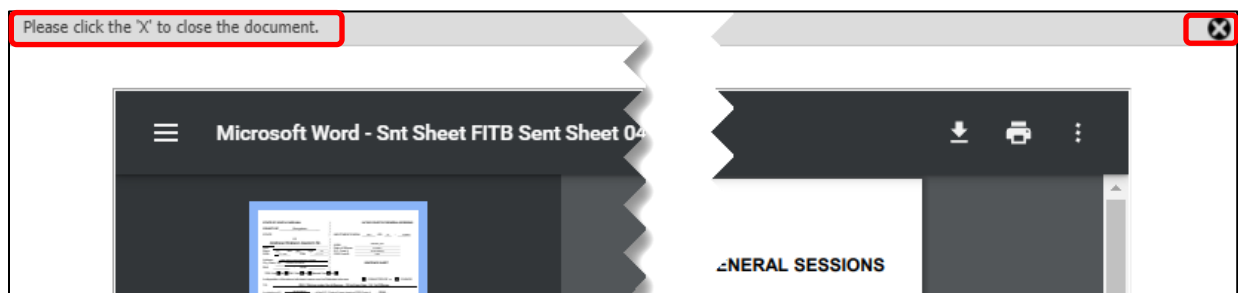 Please click the 'X' to close the document.
Microsoft Word - Snt Sheet FITB Sent Sheet 04
ENERAL SESSIONS